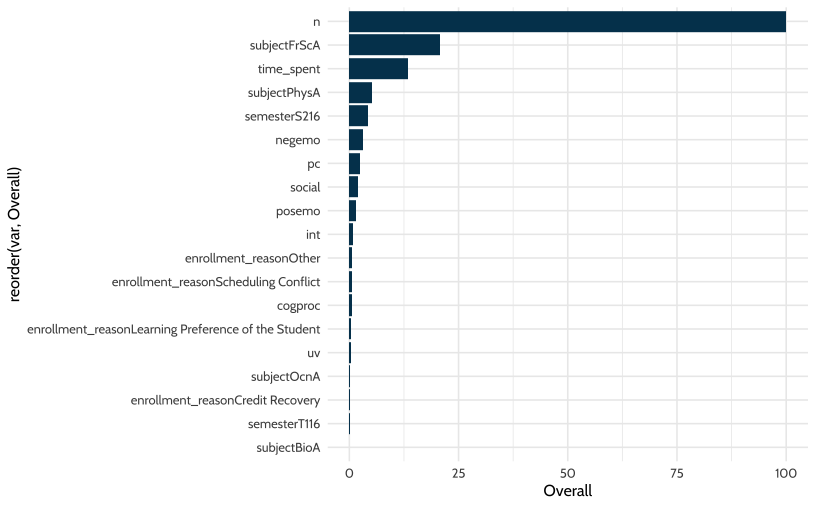 n
subjectFrScA
time_spent
subjectPhysA
semesterS216
negemo
pc
social
posemo
int
enrollment_reasonOther
enrollment_reasonScheduling Conflict
cogproc
enrollment_reasonLearning Preference of the Student
uv
subjectOcnA
enrollment_reasonCredit Recovery
semesterT116
subjectBioA
reorder(var, Overall)
0 25 50 75 100
Overall